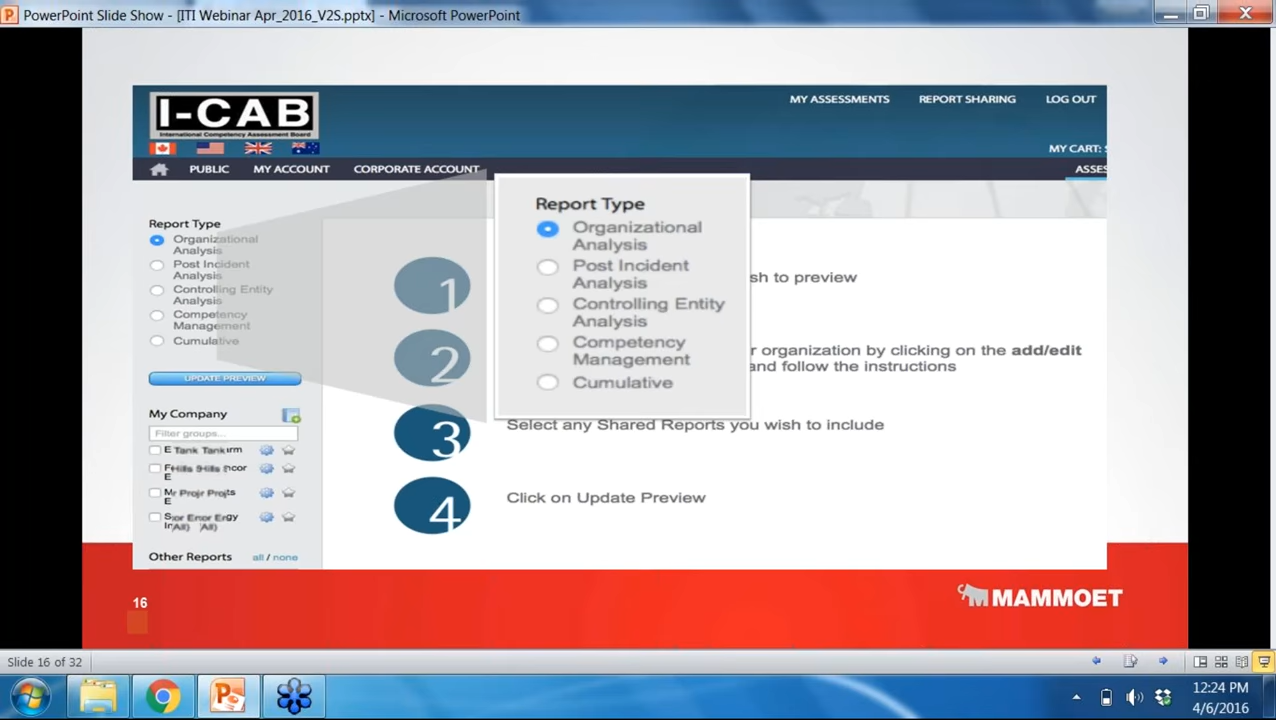 PowerPoint Slide Show - [ITI Webinar Apr_2016_V2S.pptx] - Microsoft PowerPoint
I-CAB
International Competency Assessment Board
MY ASSESSMENTS REPORT SHARING LOG OUT
MY CART:
PUBLIC MY ACCOUNT CORPORATE ACCOUNT
ASSES
Report Type
Organizational
Analysis
Post Incident
Analysis
Controlling Entity
Analysis
Competency
Management
Cumulative
UPDATE PREVIEW
My Company
Filter groups...
Other Reports all / none
Report Type
Organizational
Analysis
Post Incident
Analysis
Controlling Entity
Analysis
Competency
Management
Cumulative
1
sh to preview
2
r organization by clicking on the add/edit
and follow the instructions
3
Select any Shared Reports you wish to include
4
Click on Update Preview
16
MAMMOET
Slide 16 of 32
12:24 PM
4/6/2016